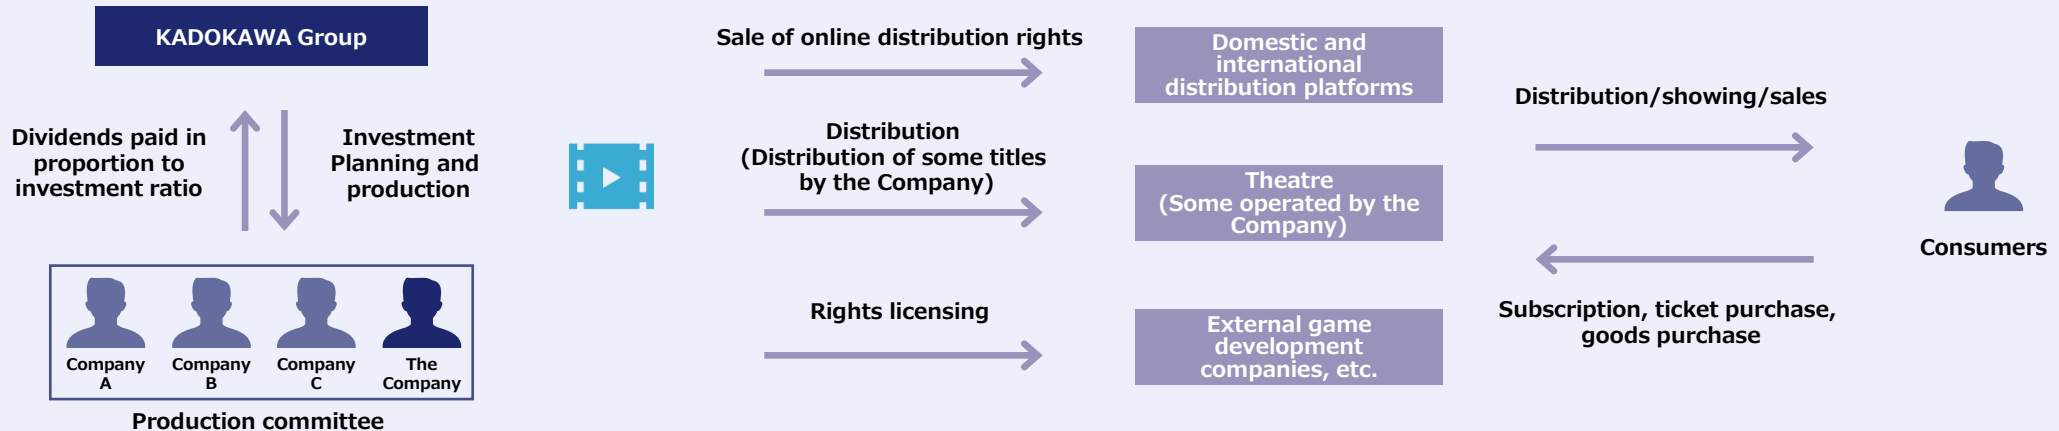 KADOKAWA Group
Dividends paid in
proportion to
investment ratio
Investment
Planning and
production
Company
A
Company
B
Company
C
The
Company
Production committee
Sale of online distribution rights
Distribution
(Distribution of some titles
by the Company)
Rights licensing
Domestic and
international
distribution platforms
Theatre
(Some operated by the
Company)
External game
development
companies, etc.
Distribution/showing/sales
Subscription, ticket purchase,
goods purchase
Consumers